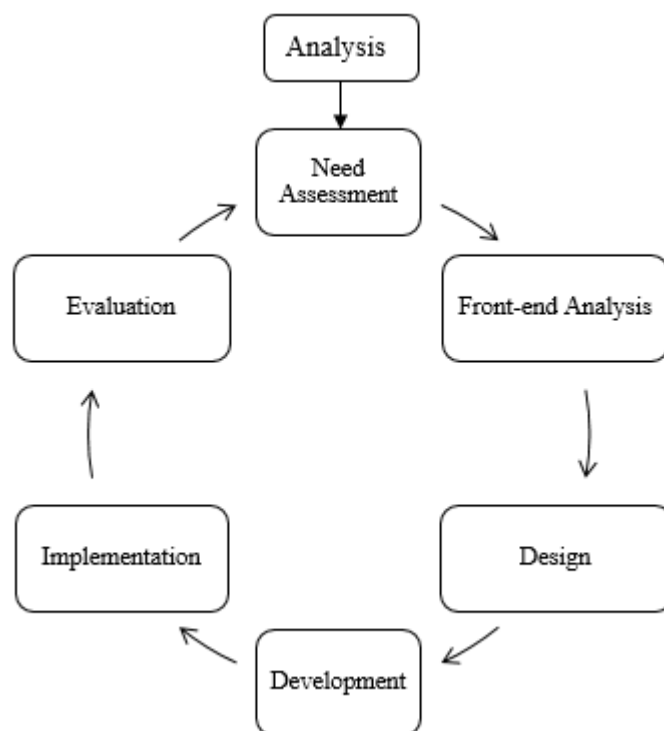 Analysis
Need
Assessment
Evaluation
Front-end Analysis
Implementation
Design
Development